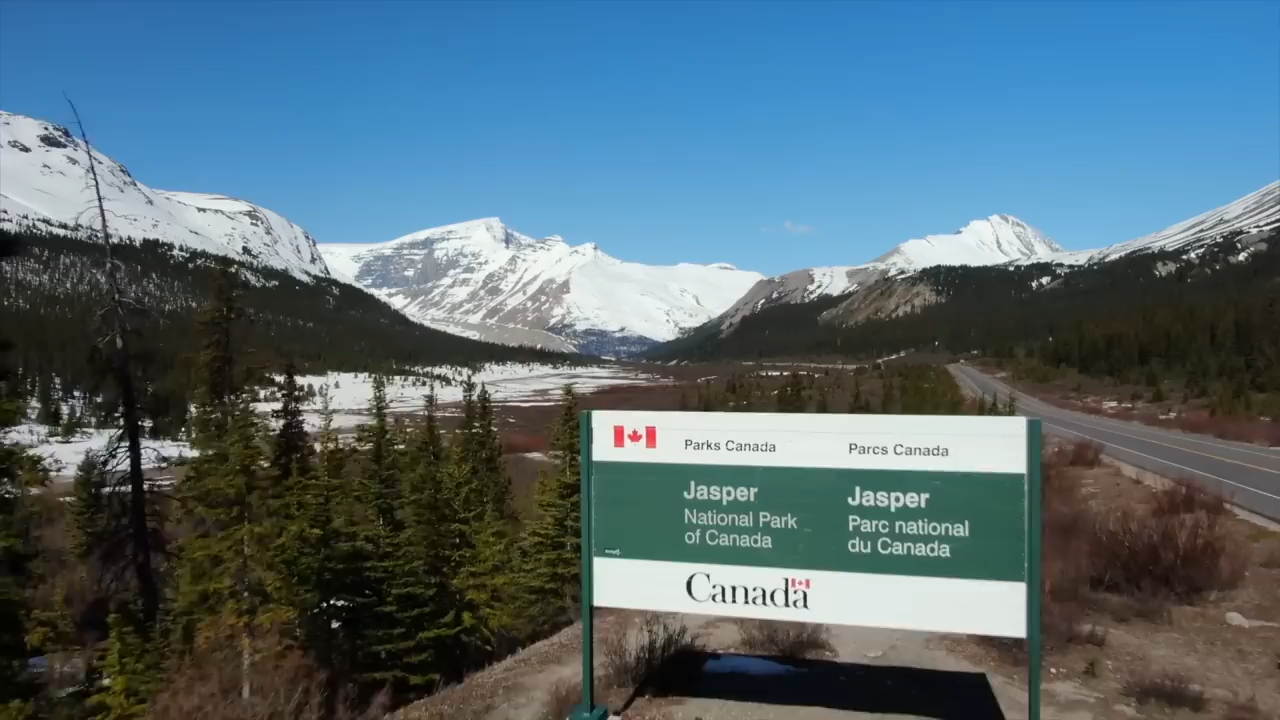 Parks Canada
Parcs Canada
Jasper
National Park
of Canada
Jasper
Parc national
du Canada
Canada